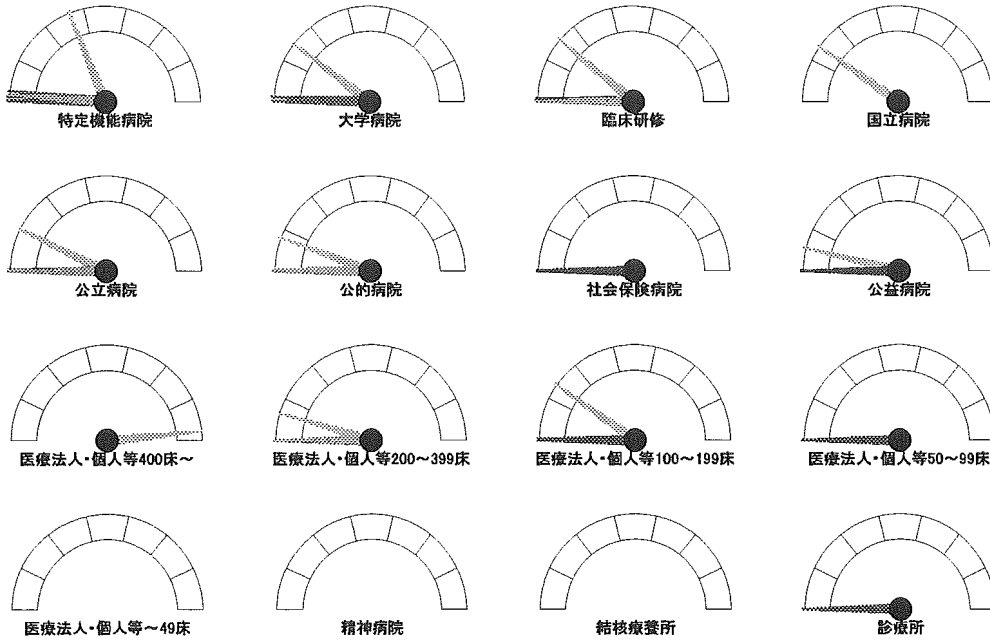 特定機能病院
大学病院
臨床研修
国立病院
公立病院
公的病院
社会保険病院
公益病院
医療法人・個人等400床～
医療法人・個人等200～399床
医療法人・個人等100～199床
医療法人・個人等50～99床
医療法人・個人等～49床
精神病院
結核療養所
診療所